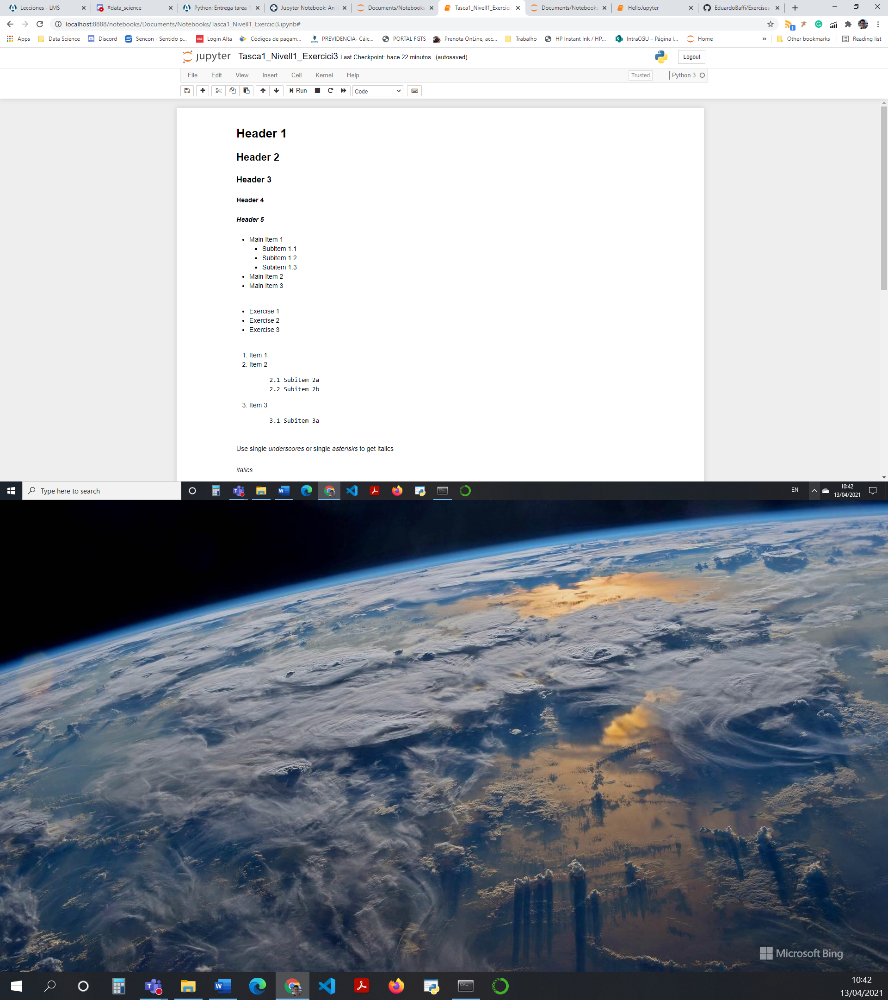 Lecciones - LMS
#data_science
Python: Entrega tarea 1
Jupyter Notebook: An I
Documents/Notebooks
Tasca1_Nivell1_Exercici
Documents/Notebooks
HelloJupyter
EduardoBaffi/Exercises-
localhost:8888/notebooks/Documents/Notebooks/Tasca1_Nivell1_Exercici3.ipynb#
1
Apps
Data Science
Discord
Sencon - Sentido p...
Login Alta
Códigos de pagam...
PREVIDENCIA- Cálc...
PORTAL FGTS
Prenota OnLine, acc...
Trabalho
HP Instant Ink / HP...
IntraCGU – Página I...
Home
»
Other bookmarks
Reading list
jupyter Tasca1_Nivell1_Exercici3 Last Checkpoint: hace 22 minutos (autosaved)
Logout
File Edit View Insert Cell Kernel Help
Trusted
Python 3
Run
Code
Header 1
Header 2
Header 3
Header 4
Header 5
• Main Item 1
▪ Subitem 1.1
▪ Subitem 1.2
▪ Subitem 1.3
• Main Item 2
• Main Item 3
• Exercise 1
• Exercise 2
• Exercise 3
1. Item 1
2. Item 2
2.1 Subitem 2a
2.2 Subitem 2b
3. Item 3
3.1 Subitem 3a
Use single underscores or single asterisks to get italics
italics
Type here to search
EN
10:42
13/04/2021
Microsoft Bing
10:42
13/04/2021